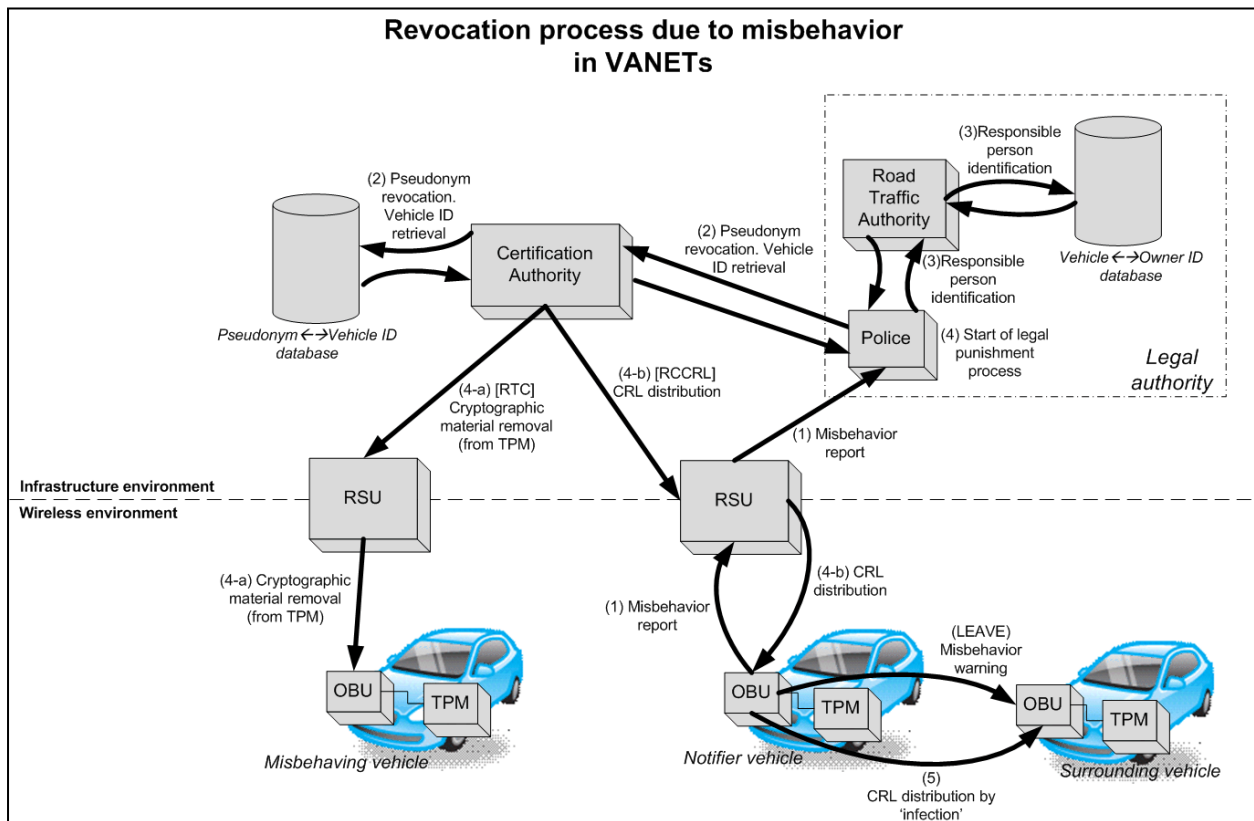 Revocation process due to misbehavior
in VANETs
(3)Responsible
person
identification
Road
Traffic
Authority
(2) Pseudonym
revocation.
Vehicle ID
retrieval
Certification
Authority
(2) Pseudonym
revocation. Vehicle
ID retrieval
(3)Responsible
person
identification
Vehicle←→Owner ID
database
Pseudonym←→Vehicle ID
database
Police
(4) Start of legal
punishment
process
Legal
authority
(4-a) [RTC]
Cryptographic
material removal
(from TPM)
(4-b) [RCCRL]
CRL distribution
(1) Misbehavior
report
Infrastructure environment
Wireless environment
RSU
RSU
(4-a) Cryptographic
material removal
(from TPM)
(1) Misbehavior
report
(4-b) CRL
distribution
(LEAVE)
Misbehavior
warning
OBU
TPM
OBU
TPM
OBU
TPM
Misbehaving vehicle
Notifier vehicle
Surrounding vehicle
(5)
CRL distribution by
‘infection’